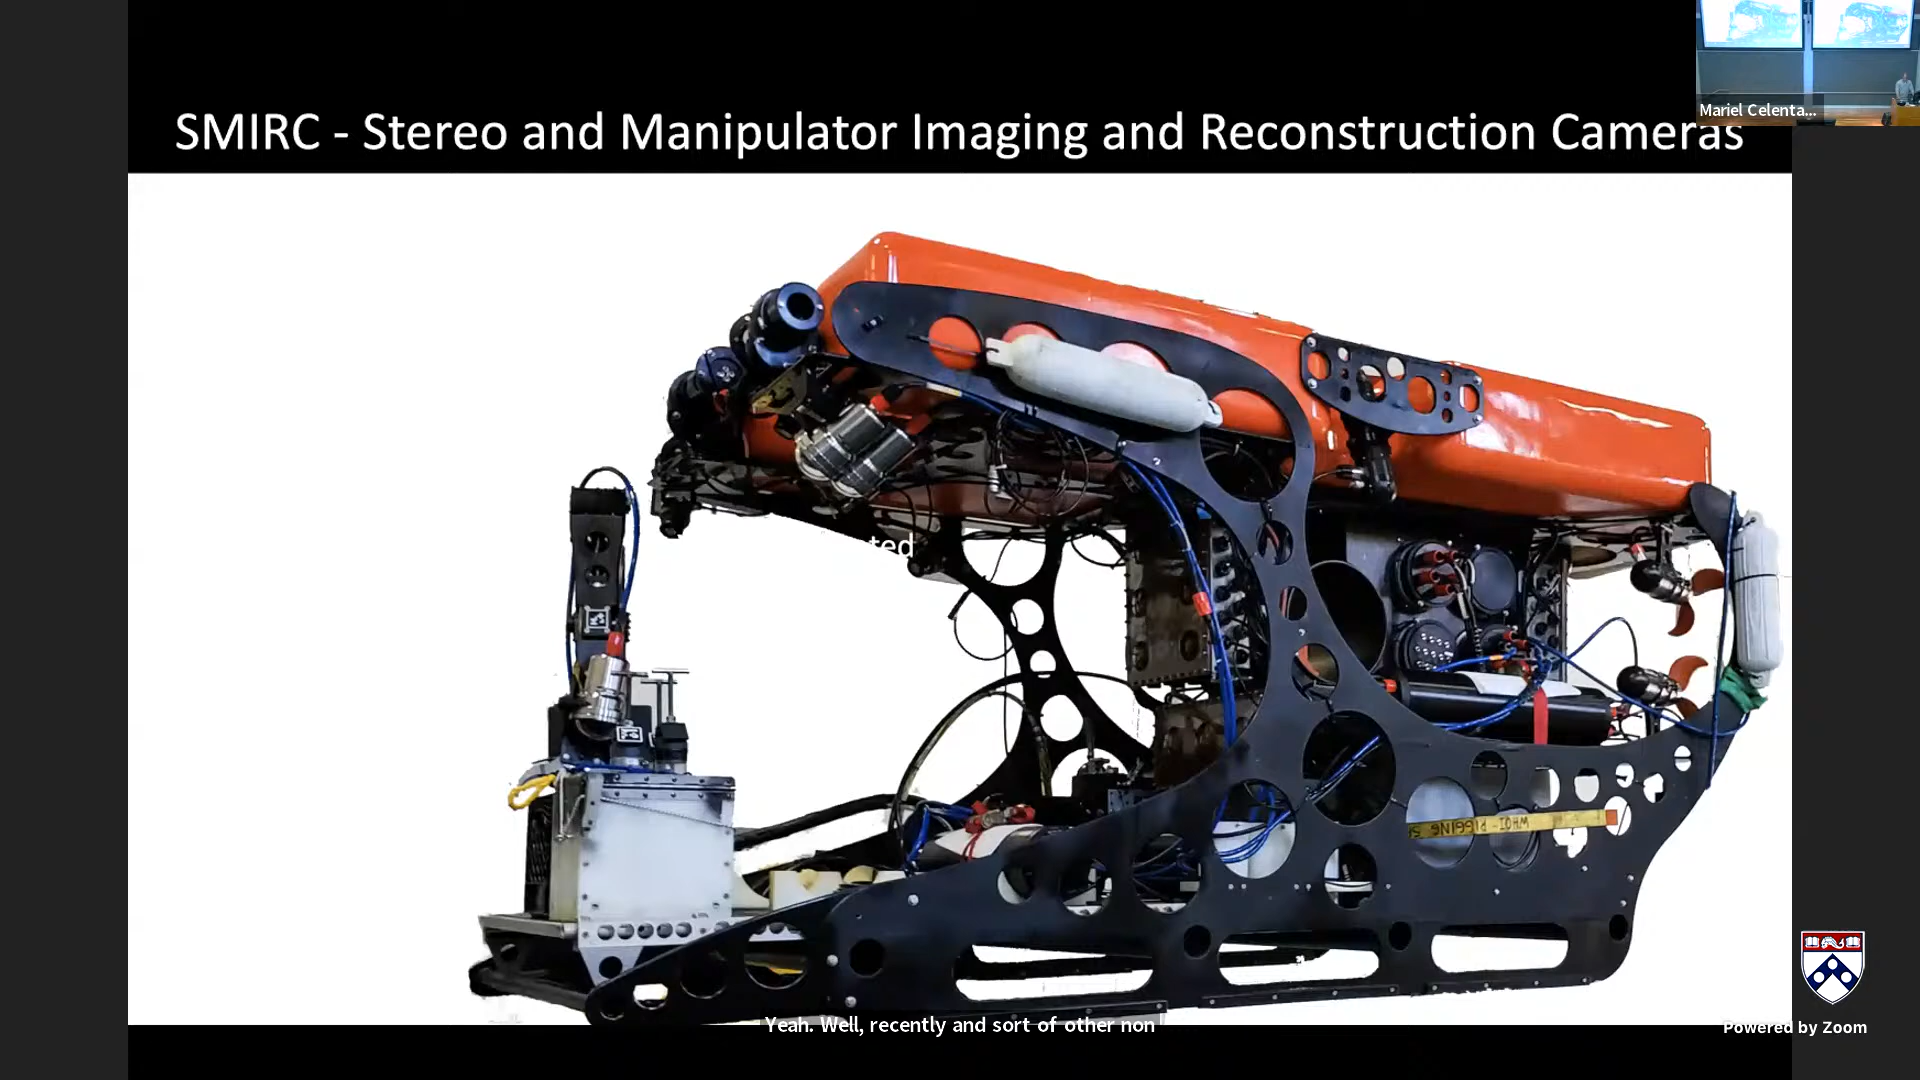 Mariel Celenta...
SMIRC - Stereo and Manipulator Imaging and Reconstruction Cameras
WHOI - RIGGING
Yeah. Well, recently and sort of other non
Powered by Zoom